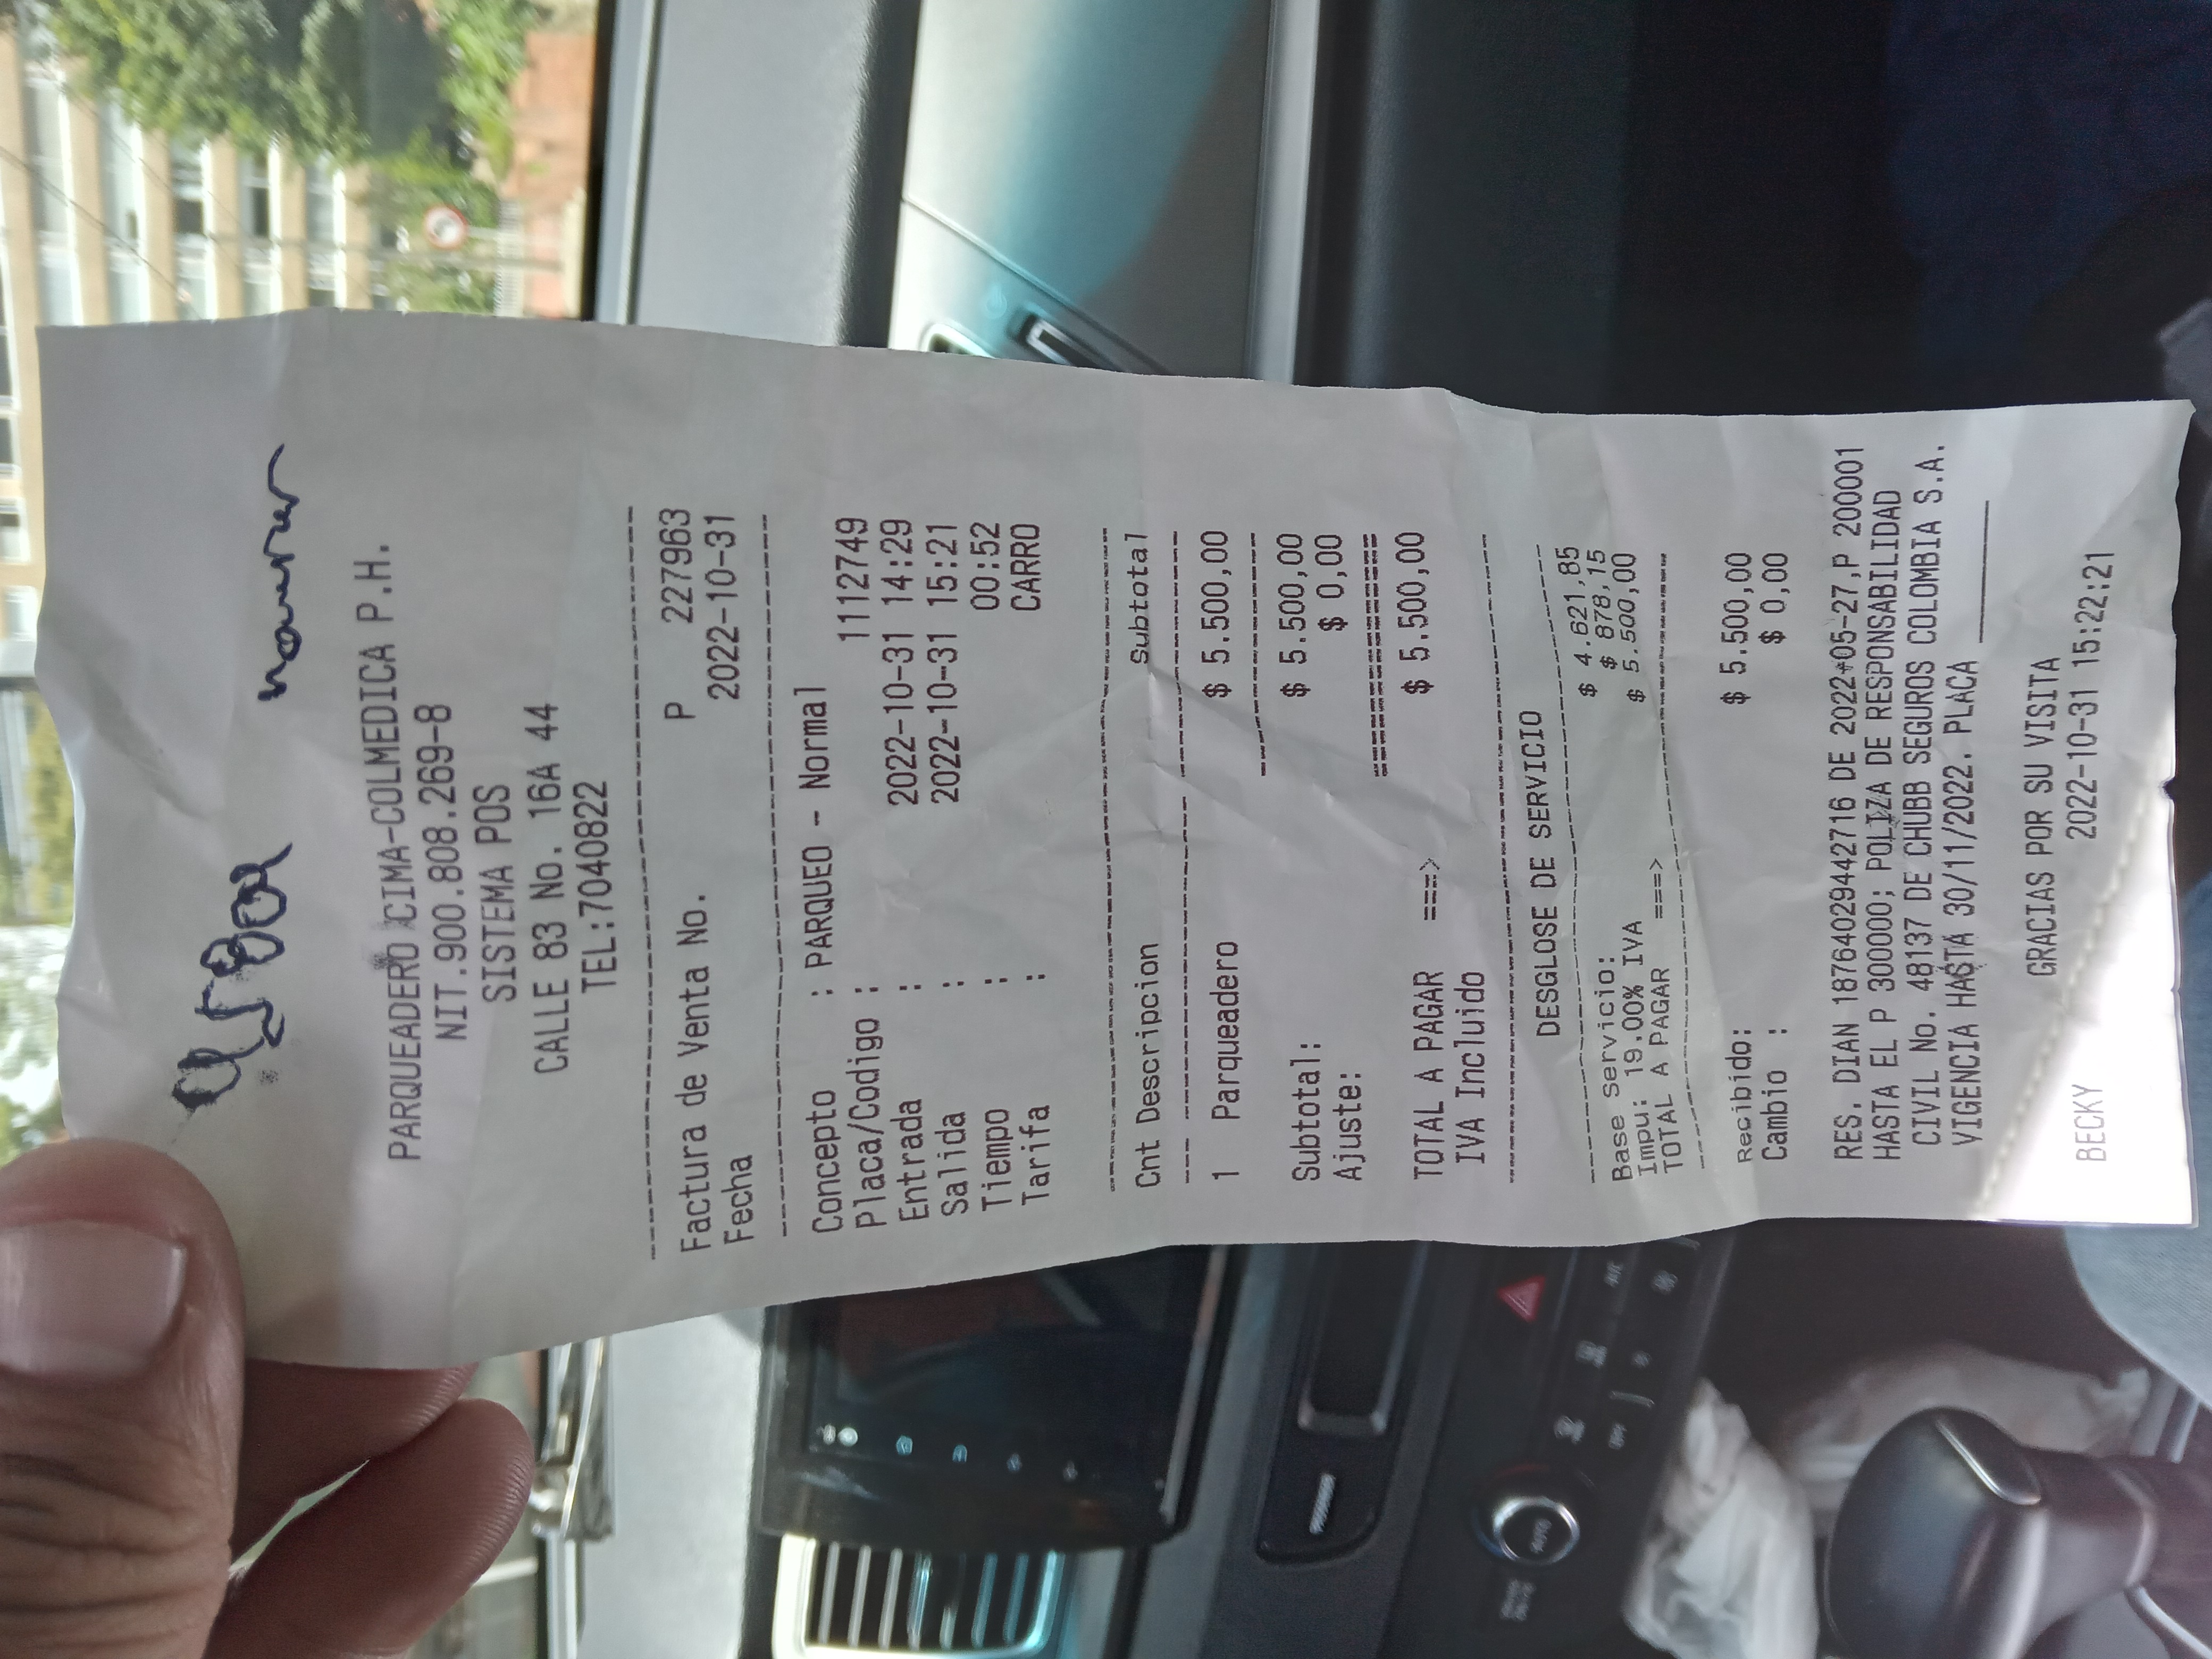 PARQUEADERO CIMA-COLMEDICA P.H.
NIT.900.808.269-8
SISTEMA POS
CALLE 83 No. 16A 44
TEL:7040822
Factura de Venta No. P 227963
Fecha 2022-10-31
Concepto : PARQUEO - Normal
Placa/Codigo : 1112749
Entrada : 2022-10-31 14:29
Salida : 2022-10-31 15:21
Tiempo : 00:52
Tarifa : CARRO
Cnt Descripcion Subtotal
1 Parqueadero $ 5.500,00
Subtotal: $ 5.500,00
Ajuste: $ 0,00
TOTAL A PAGAR ===> $ 5.500,00
IVA Incluido
DESGLOSE DE SERVICIO
Base Servicio: $ 4.621,85
Impu: 19.00% IVA $ 878,15
TOTAL A PAGAR ===> $ 5.500,00
Recibido: $ 5.500,00
Cambio : $ 0,00
RES. DIAN 18764029442716 DE 2022+05-27,P 200001
HASTA EL P 300000; POLIZA DE RESPONSABILIDAD
CIVIL No. 48137 DE CHUBB SEGUROS COLOMBIA S.A.
VIGENCIA HASTA 30/11/2022. PLACA ______
GRACIAS POR SU VISITA
BECKY 2022-10-31 15:22:21